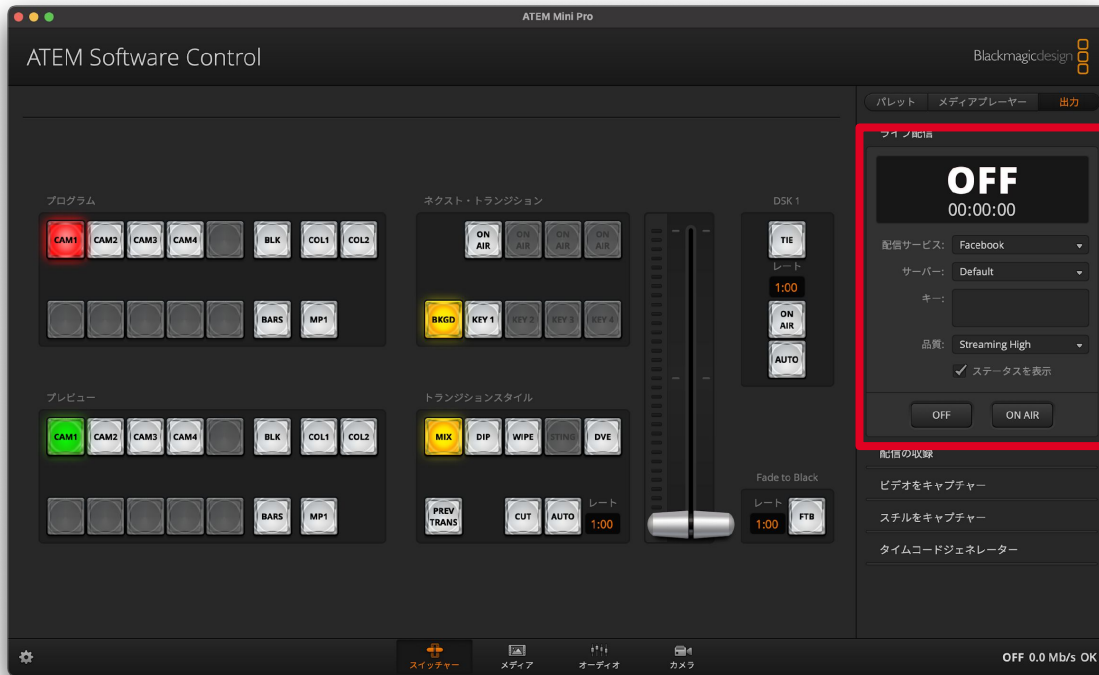 ATEM Mini Pro
ATEM Software Control
Blackmagicdesign
パレット メディアプレーヤー 出力
ライブ配信
OFF
00:00:00
配信サービス: Facebook
サーバー: Default
キー:
品質: Streaming High
ステータスを表示
OFF ON AIR
配信の収録
ビデオをキャプチャー
スチルをキャプチャー
タイムコードジェネレーター
プログラム
CAM1 CAM2 CAM3 CAM4 BLK COL1 COL2
BARS MP1
プレビュー
CAM1 CAM2 CAM3 CAM4 BLK COL1 COL2
BARS MP1
ネクスト・トランジション
ON AIR ON AIR ON AIR ON AIR
BKGD KEY 1 KEY 2 KEY 3 KEY 4
トランジションスタイル
MIX DIP WIPE STING DVE
レート
PREV TRANS CUT AUTO 1:00
DSK 1
TIE
レート
1:00
ON AIR
AUTO
Fade to Black
レート
1:00 FTB
スイッチャー メディア オーディオ カメラ
OFF 0.0 Mb/s OK